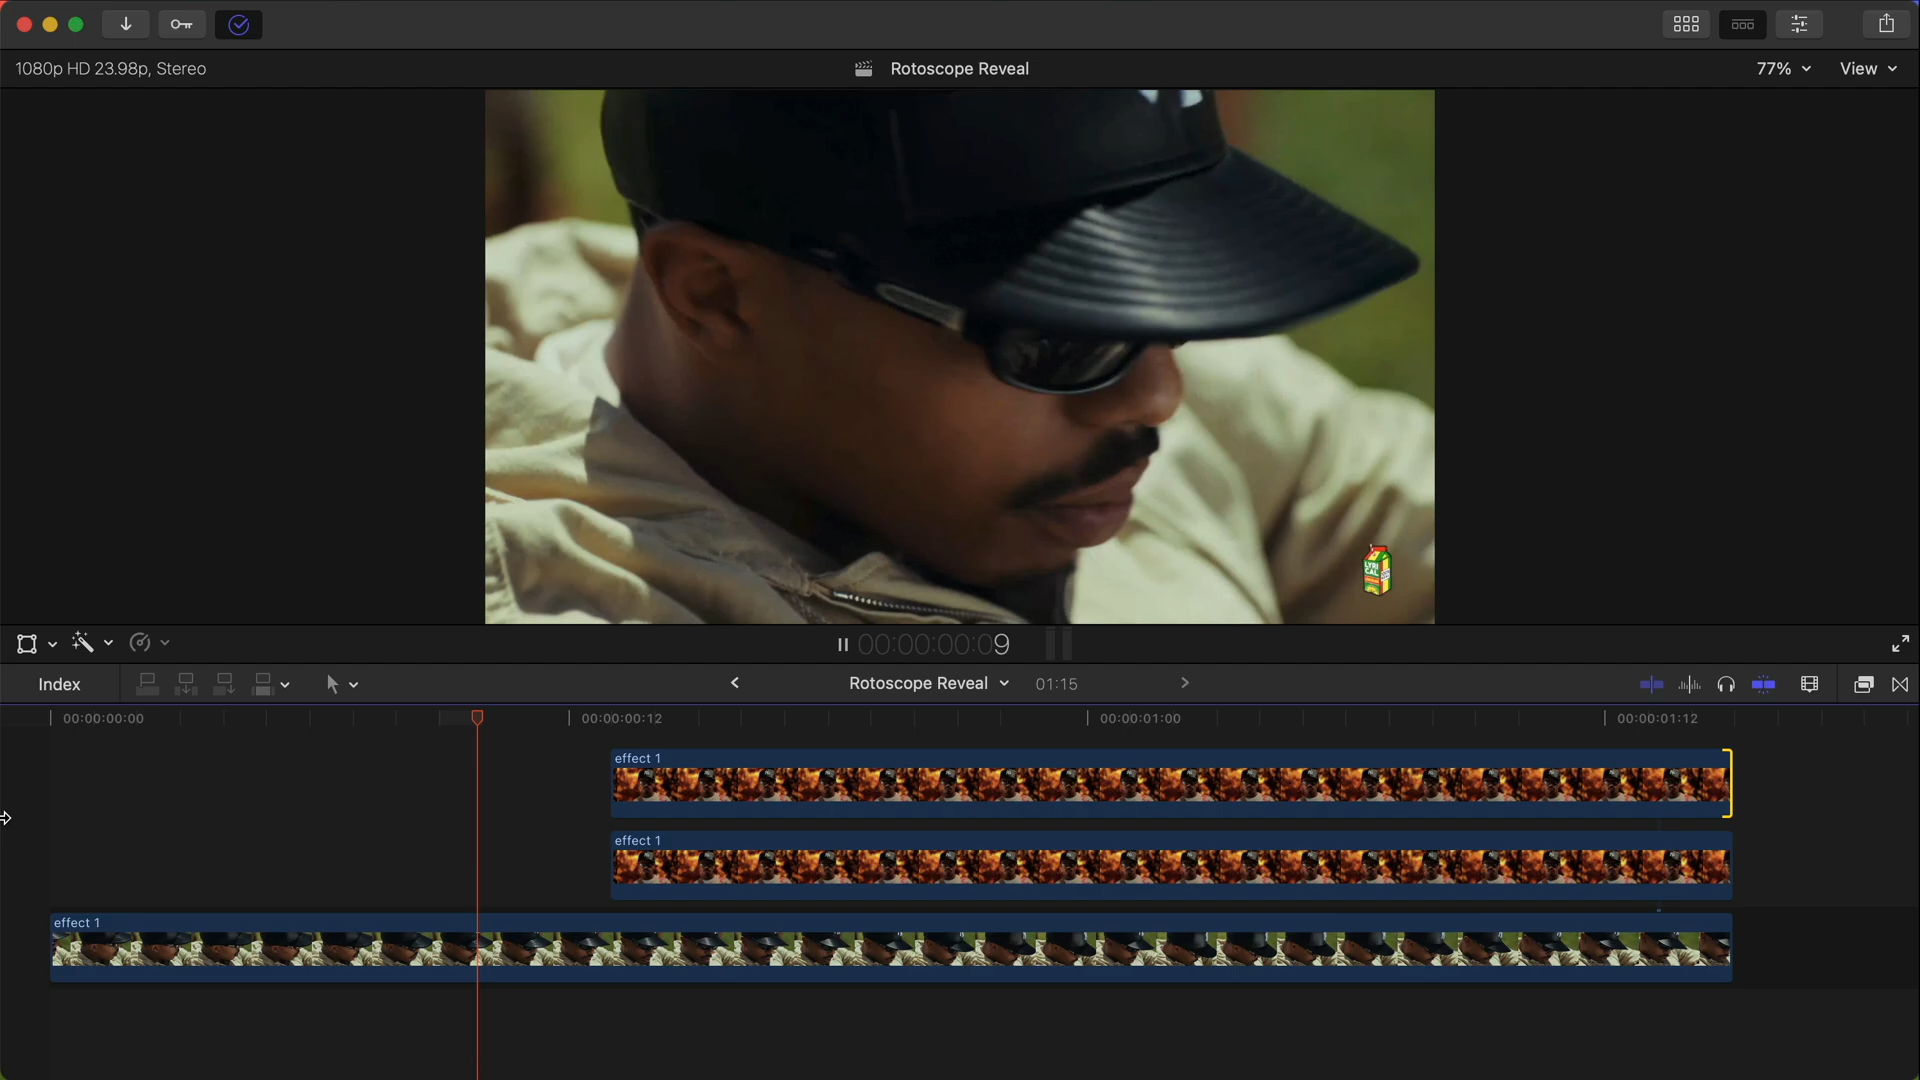 1080p HD 23.98p, Stereo
Rotoscope Reveal
77%
View
LYRI
CAL
00:00:00:09
Index
Rotoscope Reveal
01:15
00:00:00:00
00:00:00:12
00:00:01:00
00:00:01:12
effect 1
effect 1
effect 1